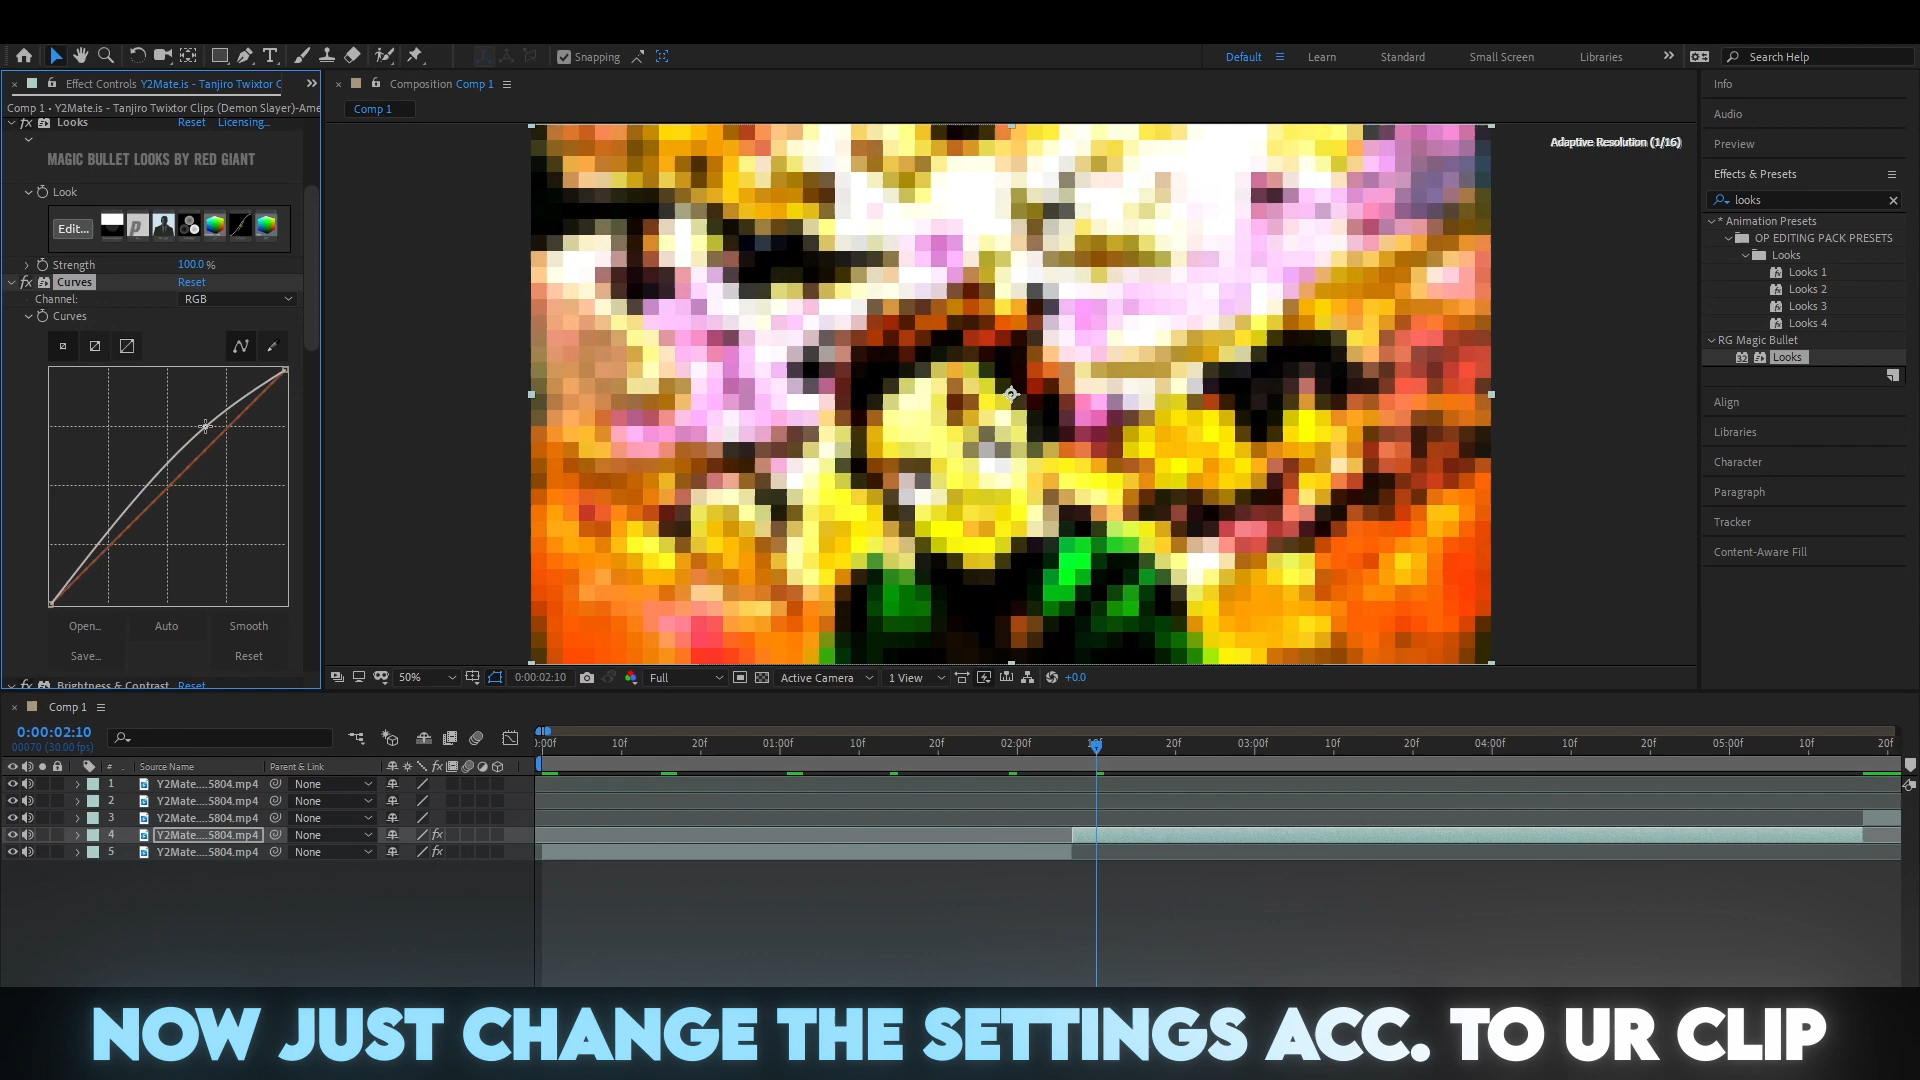 Snapping
Default
Learn
Standard
Small Screen
Libraries
Search Help
Effect Controls Y2Mate.is - Tanjiro Twixtor C
Comp 1 • Y2Mate.is - Tanjiro Twixtor Clips (Demon Slayer)-Ame
Looks Reset Licensing...
MAGIC BULLET LOOKS BY RED GIANT
Look
Edit...
Strength 100.0 %
Curves Reset
Channel: RGB
Curves
Open... Auto Smooth
Save... Reset
Brightness & Contrast Reset
Composition Comp 1
Comp 1
Adaptive Resolution (1/16)
50% 0:00:02:10 Full Active Camera 1 View +0.0
Info
Audio
Preview
Effects & Presets
looks
* Animation Presets
OP EDITING PACK PRESETS
Looks
Looks 1
Looks 2
Looks 3
Looks 4
RG Magic Bullet
32 Looks
Align
Libraries
Character
Paragraph
Tracker
Content-Aware Fill
Comp 1
0:00:02:10
00070 (30.00 fps)
:00f 10f 20f 01:00f 10f 20f 02:00f 10f 20f 03:00f 10f 20f 04:00f 10f 20f 05:00f 10f 20f
# Source Name Parent & Link
1 Y2Mate....5804.mp4 None
2 Y2Mate....5804.mp4 None
3 Y2Mate....5804.mp4 None
4 Y2Mate....5804.mp4 None
5 Y2Mate....5804.mp4 None
NOW JUST CHANGE THE SETTINGS ACC. TO UR CLIP